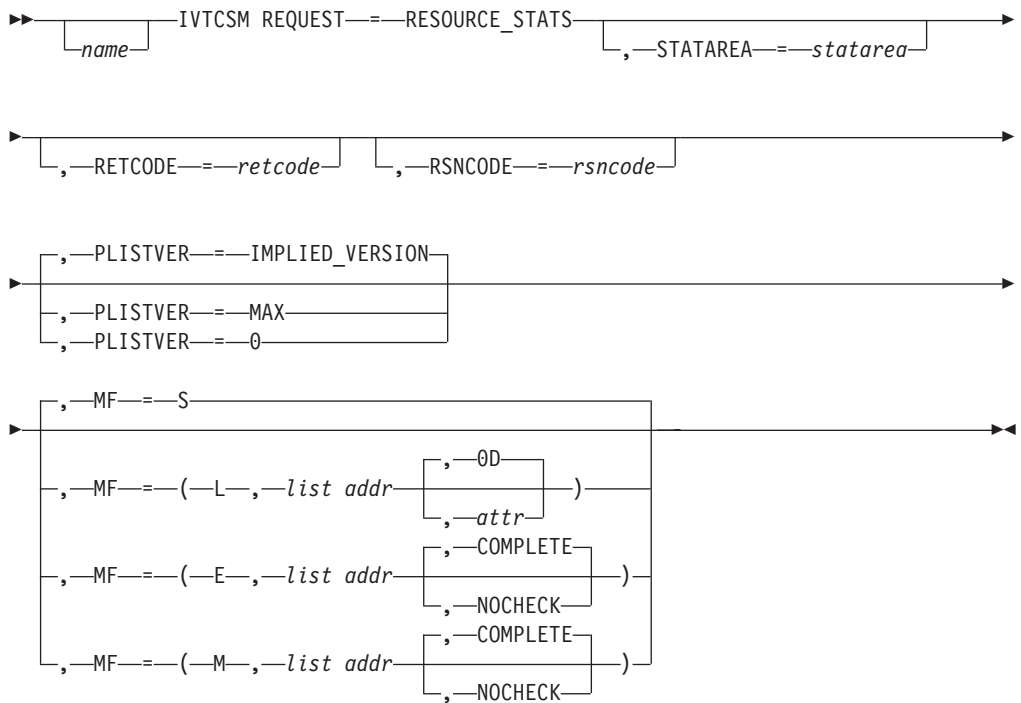 IVTCSM REQUEST = RESOURCE_STATS
name
, STATAREA = statarea
, RETCODE = retcode
, RSNCODE = rsncode
, PLISTVER = IMPLIED_VERSION
, PLISTVER = MAX
, PLISTVER = 0
, MF = S
, 0D
, MF = ( L , list addr )
, attr
, COMPLETE
, MF = ( E , list addr )
, NOCHECK
, COMPLETE
, MF = ( M , list addr )
, NOCHECK